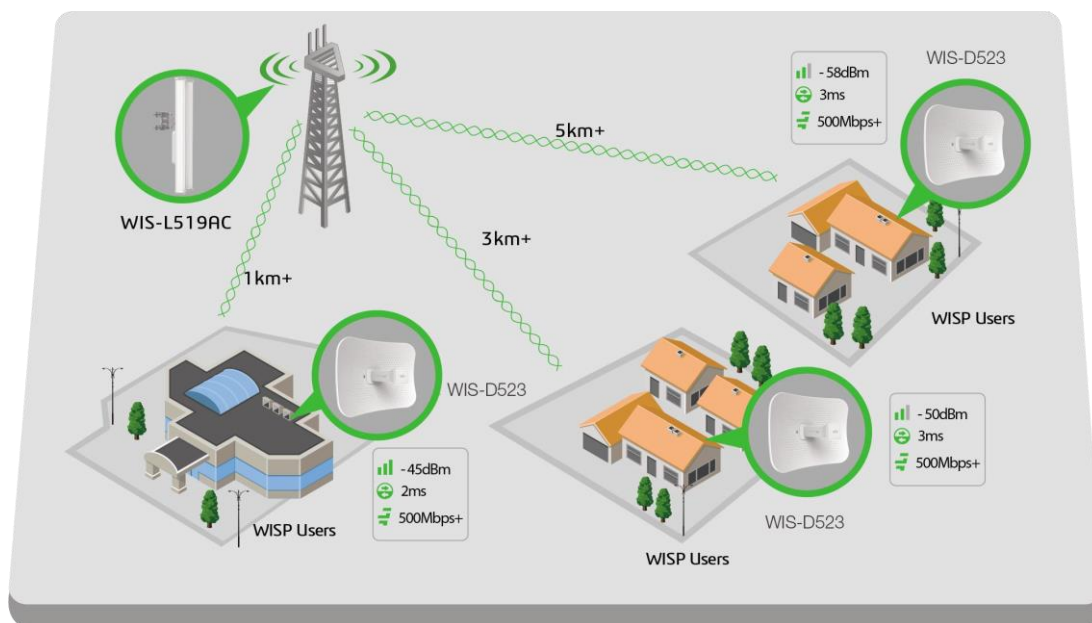 WIS-L519AC
5km+
3km+
1km+
-58dBm
3ms
500Mbps+
WIS-D523
WISP Users
WIS-D523
-45dBm
2ms
500Mbps+
WISP Users
-50dBm
3ms
500Mbps+
WIS-D523
WISP Users